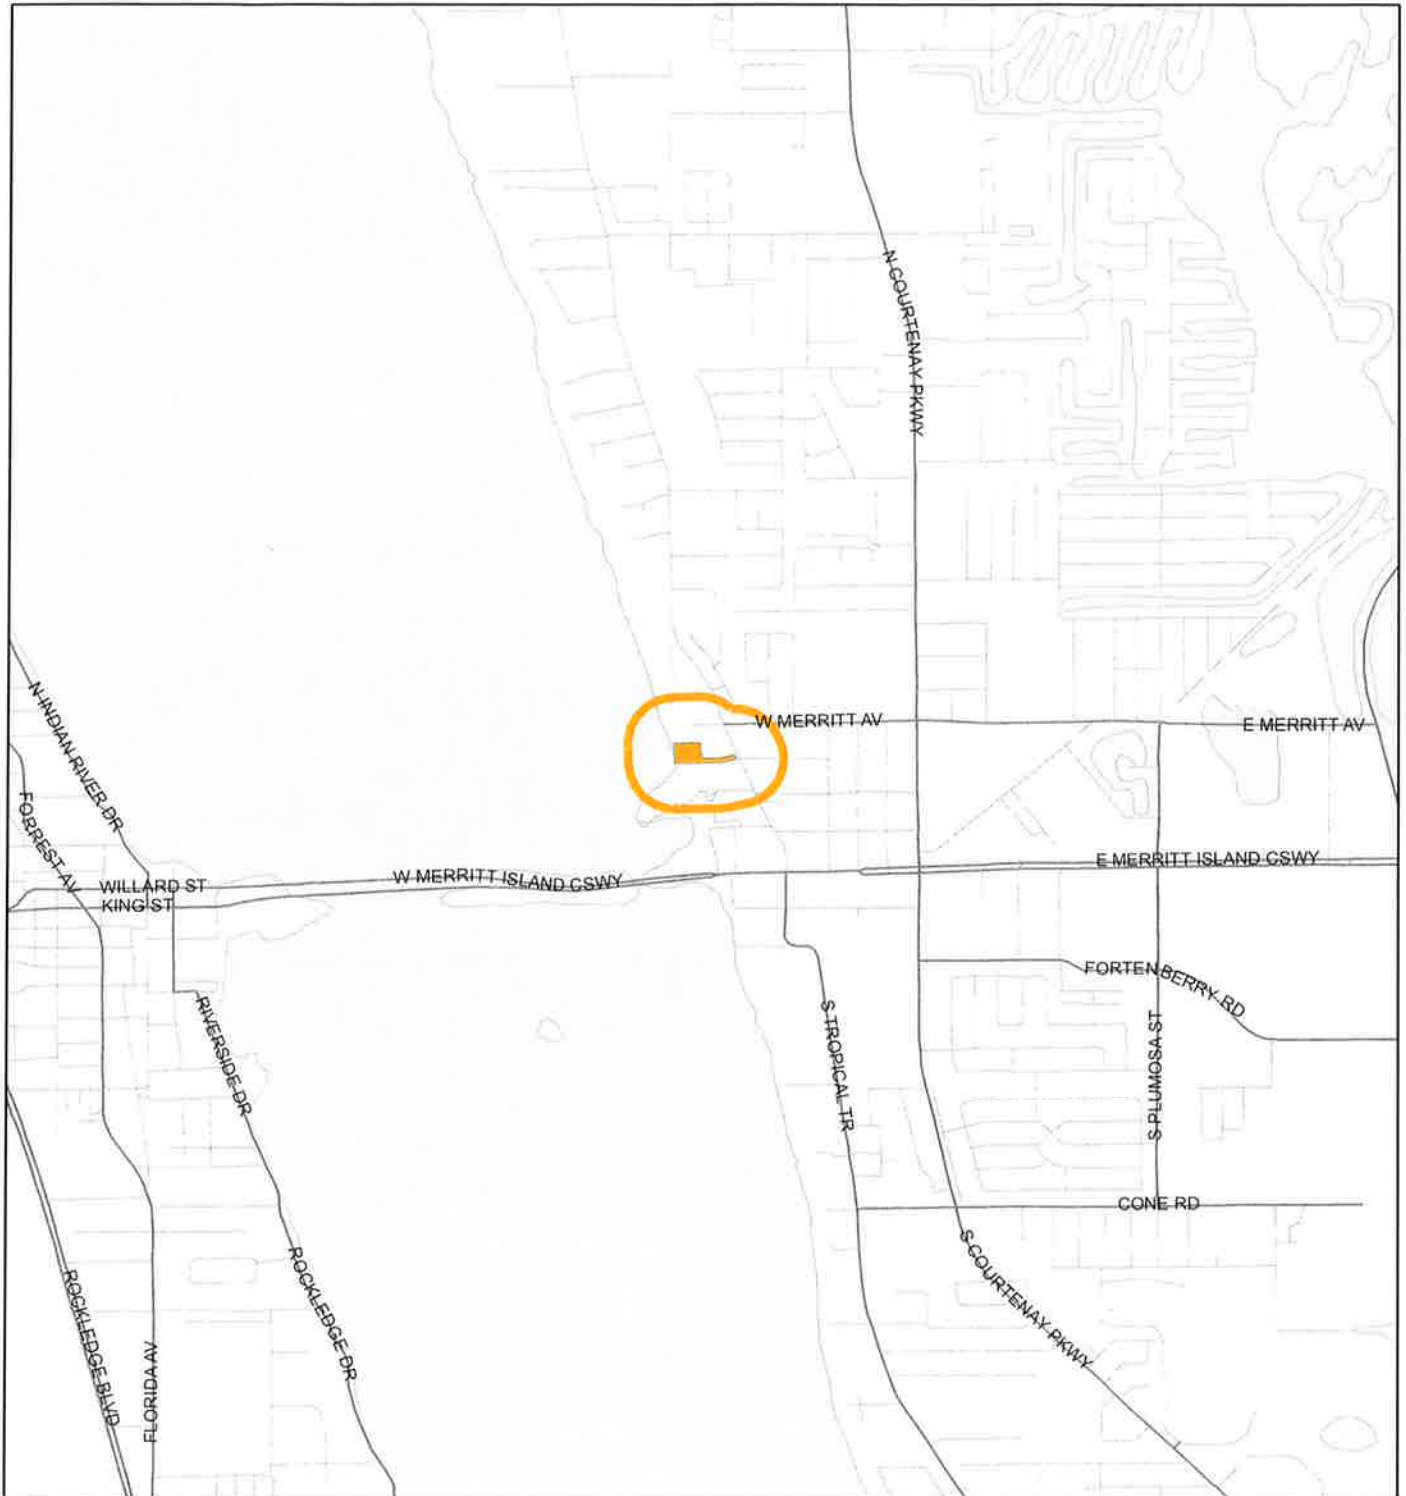 N COURTENAY PKWY
N INDIAN RIVER DR
W MERRITT AV
E MERRITT AV
FORREST AV
WILLARD ST
KING ST
W MERRITT ISLAND CSWY
E MERRITT ISLAND CSWY
FORTEN BERRY RD
RIVERSIDE DR
S TROPICAL TR
S PLUMOSA ST
CONE RD
ROCKLEDGE BLVD
FLORIDA AV
ROCKLEDGE DR
S COURTENAY PKWY